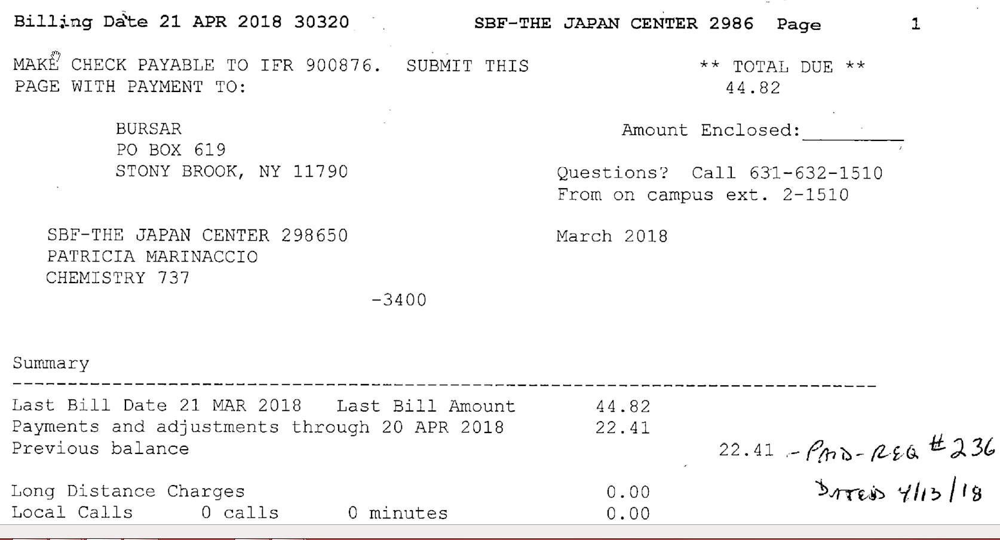 Billing Date 21 APR 2018 30320 SBF-THE JAPAN CENTER 2986 Page 1
MAKE CHECK PAYABLE TO IFR 900876. SUBMIT THIS ** TOTAL DUE **
PAGE WITH PAYMENT TO: 44.82
BURSAR Amount Enclosed:
PO BOX 619
STONY BROOK, NY 11790 Questions? Call 631-632-1510
From on campus ext. 2-1510
SBF-THE JAPAN CENTER 298650 March 2018
PATRICIA MARINACCIO
CHEMISTRY 737
-3400
Summary
Last Bill Date 21 MAR 2018 Last Bill Amount 44.82
Payments and adjustments through 20 APR 2018 22.41
Previous balance 22.41 - PAID - REQ #236
DATED 4/13/18
Long Distance Charges 0.00
Local Calls 0 calls 0 minutes 0.00